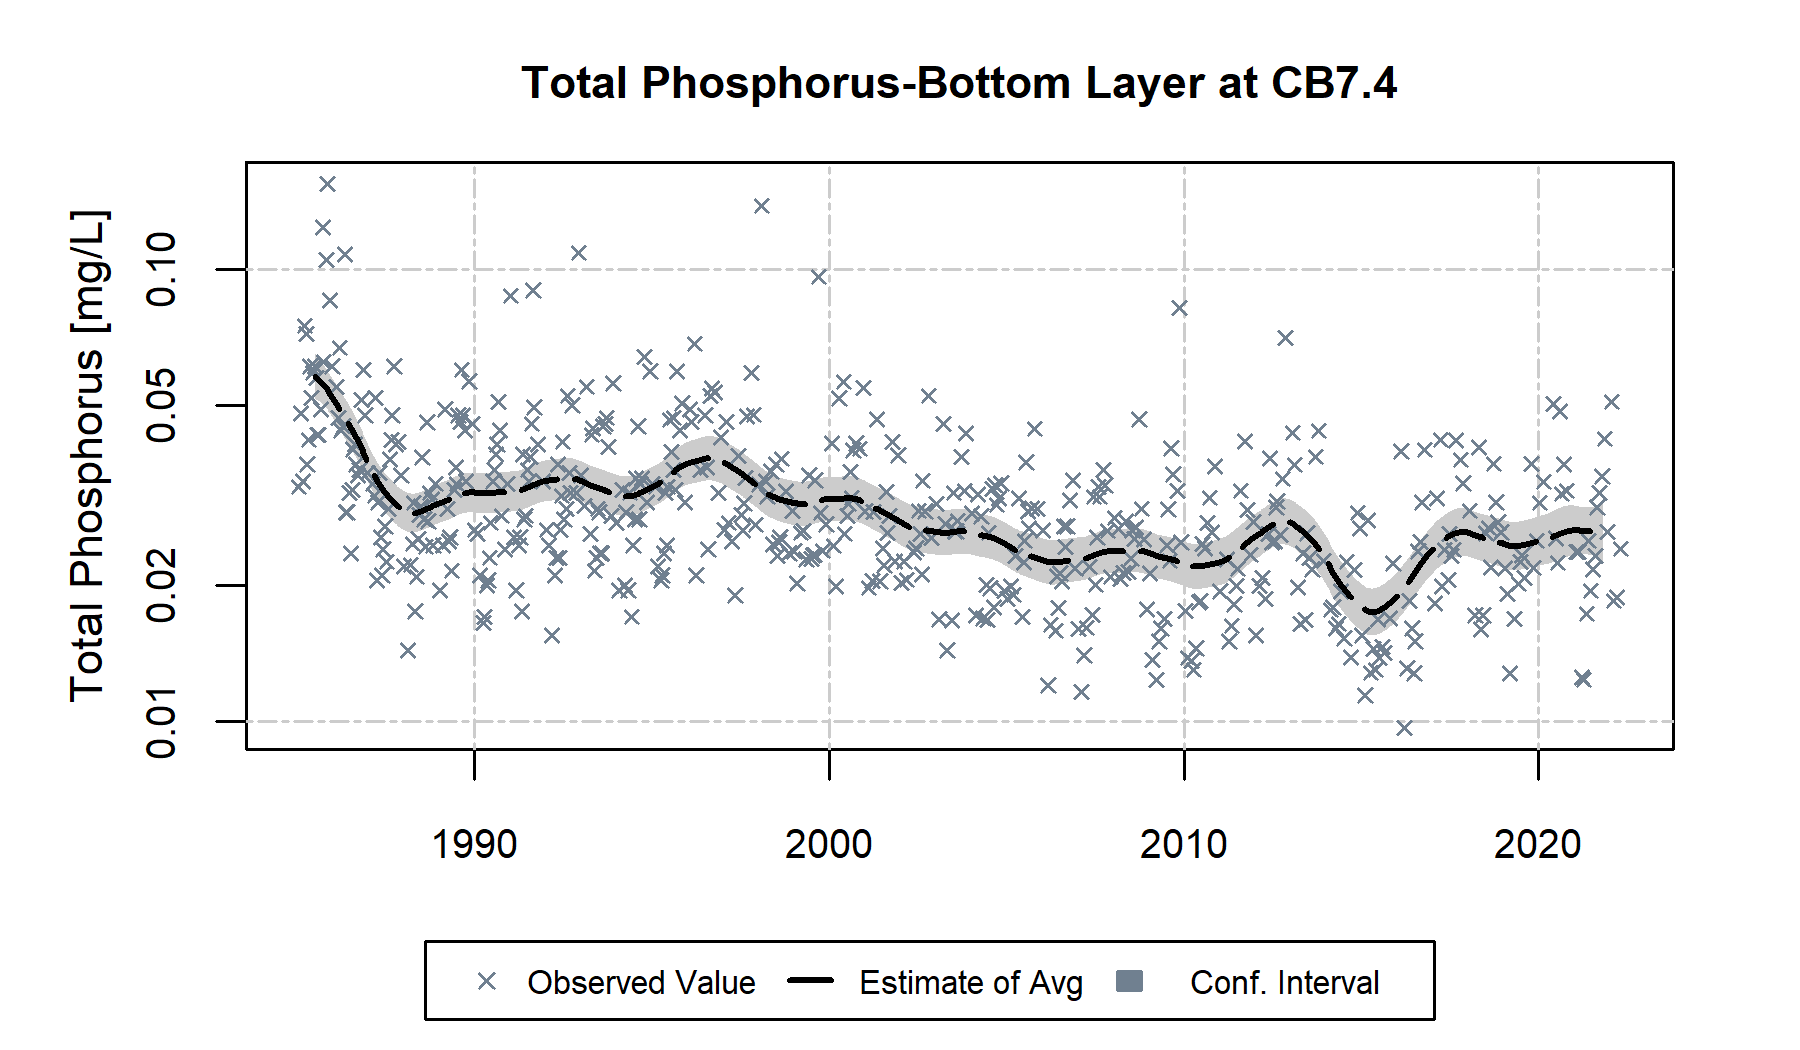 Total Phosphorus-Bottom Layer at CB7.4
Total Phosphorus [mg/L]
0.10
0.05
0.02
0.01
1990 2000 2010 2020
Observed Value Estimate of Avg Conf. Interval